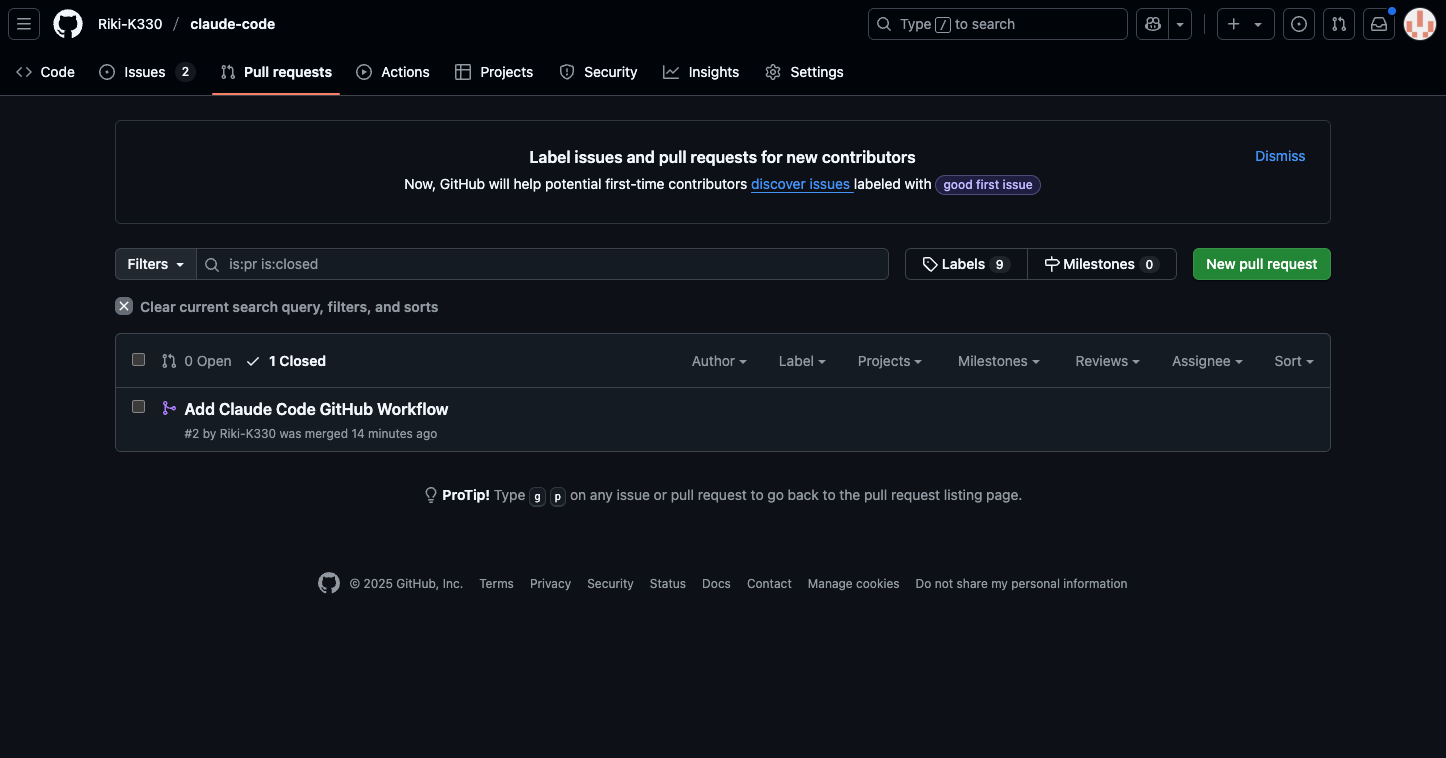 Riki-K330 / claude-code
Type / to search
Code
Issues 2
Pull requests
Actions
Projects
Security
Insights
Settings
Label issues and pull requests for new contributors
Dismiss
Now, GitHub will help potential first-time contributors discover issues labeled with good first issue
Filters
is:pr is:closed
Labels 9
Milestones 0
New pull request
Clear current search query, filters, and sorts
0 Open
1 Closed
Author
Label
Projects
Milestones
Reviews
Assignee
Sort
Add Claude Code GitHub Workflow
#2 by Riki-K330 was merged 14 minutes ago
ProTip! Type g p on any issue or pull request to go back to the pull request listing page.
© 2025 GitHub, Inc.
Terms
Privacy
Security
Status
Docs
Contact
Manage cookies
Do not share my personal information